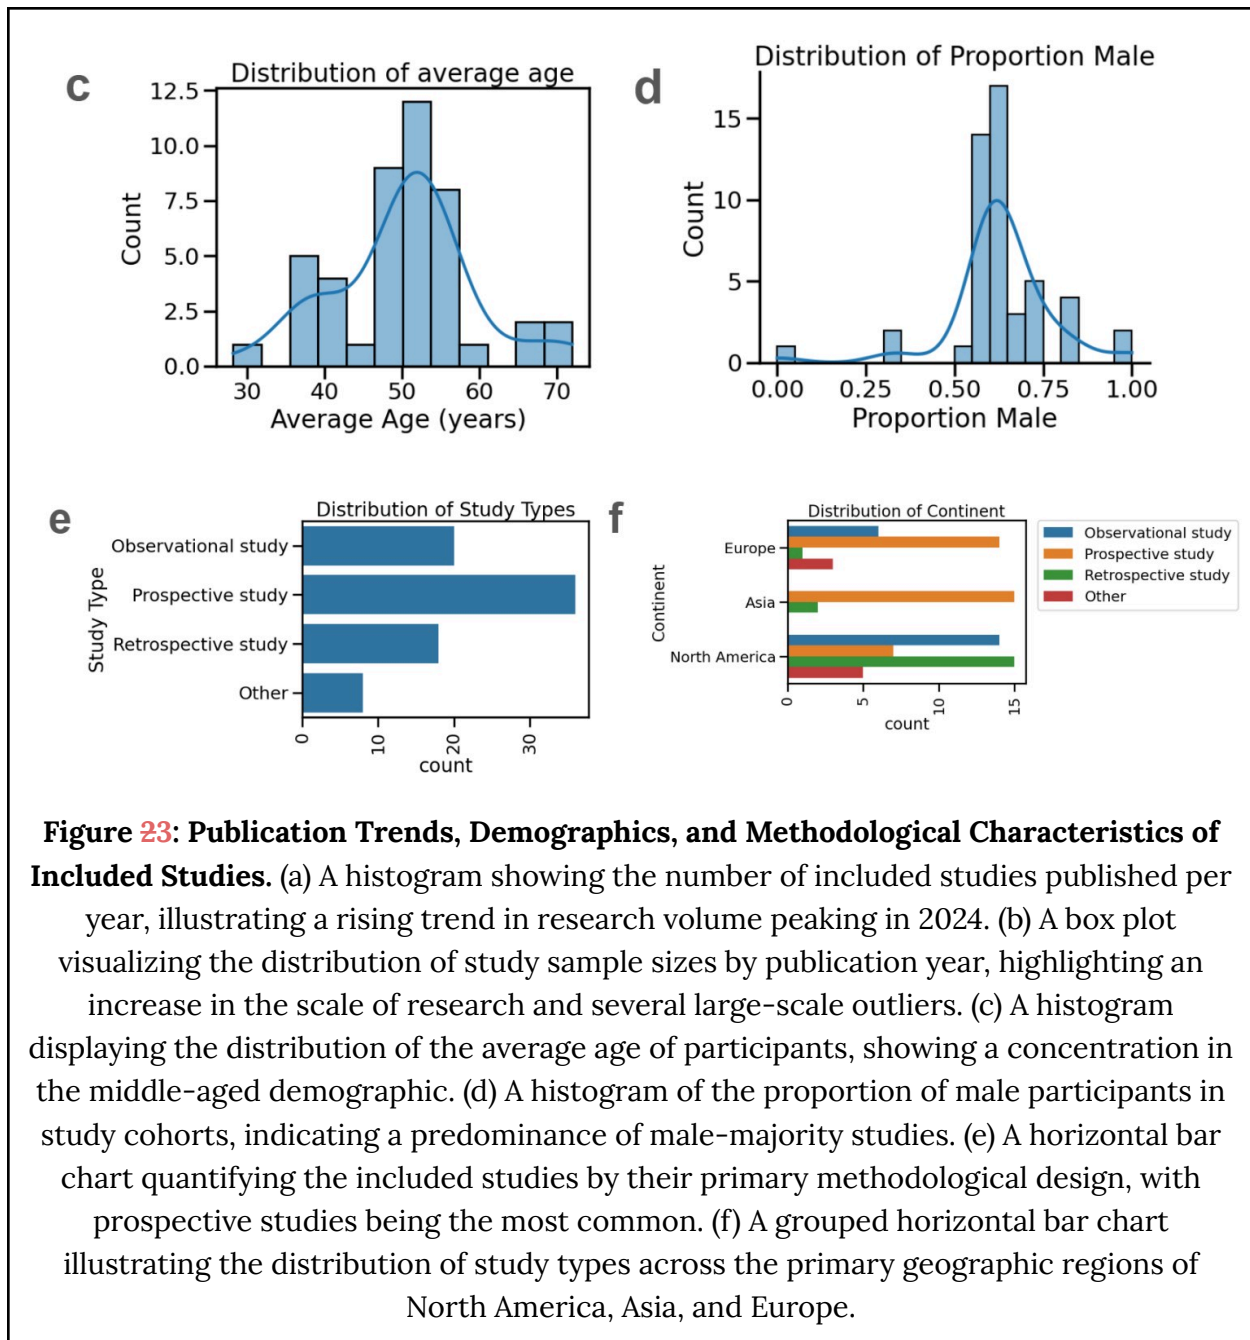 c
Distribution of average age
12.5
10.0
7.5
5.0
2.5
0.0
Count
30 40 50 60 70
Average Age (years)
d
Distribution of Proportion Male
15
10
5
0
Count
0.00 0.25 0.50 0.75 1.00
Proportion Male
e
Distribution of Study Types
Observational study
Prospective study
Retrospective study
Other
Study Type
0 10 20 30
count
f
Distribution of Continent
Europe
Asia
North America
Continent
0 5 10 15
count
Observational study
Prospective study
Retrospective study
Other
Figure 23: Publication Trends, Demographics, and Methodological Characteristics of
Included Studies. (a) A histogram showing the number of included studies published per
year, illustrating a rising trend in research volume peaking in 2024. (b) A box plot
visualizing the distribution of study sample sizes by publication year, highlighting an
increase in the scale of research and several large-scale outliers. (c) A histogram
displaying the distribution of the average age of participants, showing a concentration in
the middle-aged demographic. (d) A histogram of the proportion of male participants in
study cohorts, indicating a predominance of male-majority studies. (e) A horizontal bar
chart quantifying the included studies by their primary methodological design, with
prospective studies being the most common. (f) A grouped horizontal bar chart
illustrating the distribution of study types across the primary geographic regions of
North America, Asia, and Europe.